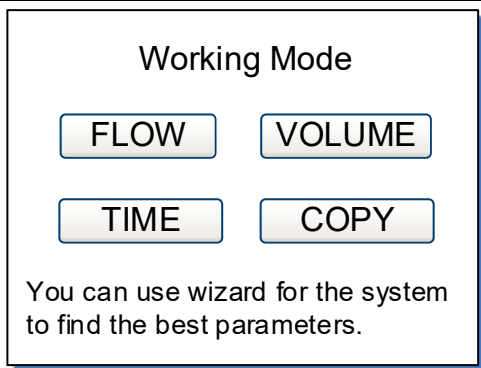 Working Mode
FLOW VOLUME
TIME COPY
You can use wizard for the system
to find the best parameters.